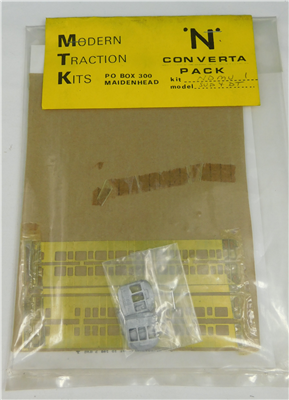 MODERN
TRACTION
KITS
PO BOX 300
MAIDENHEAD
'N'
CONVERTA
PACK
kit
model